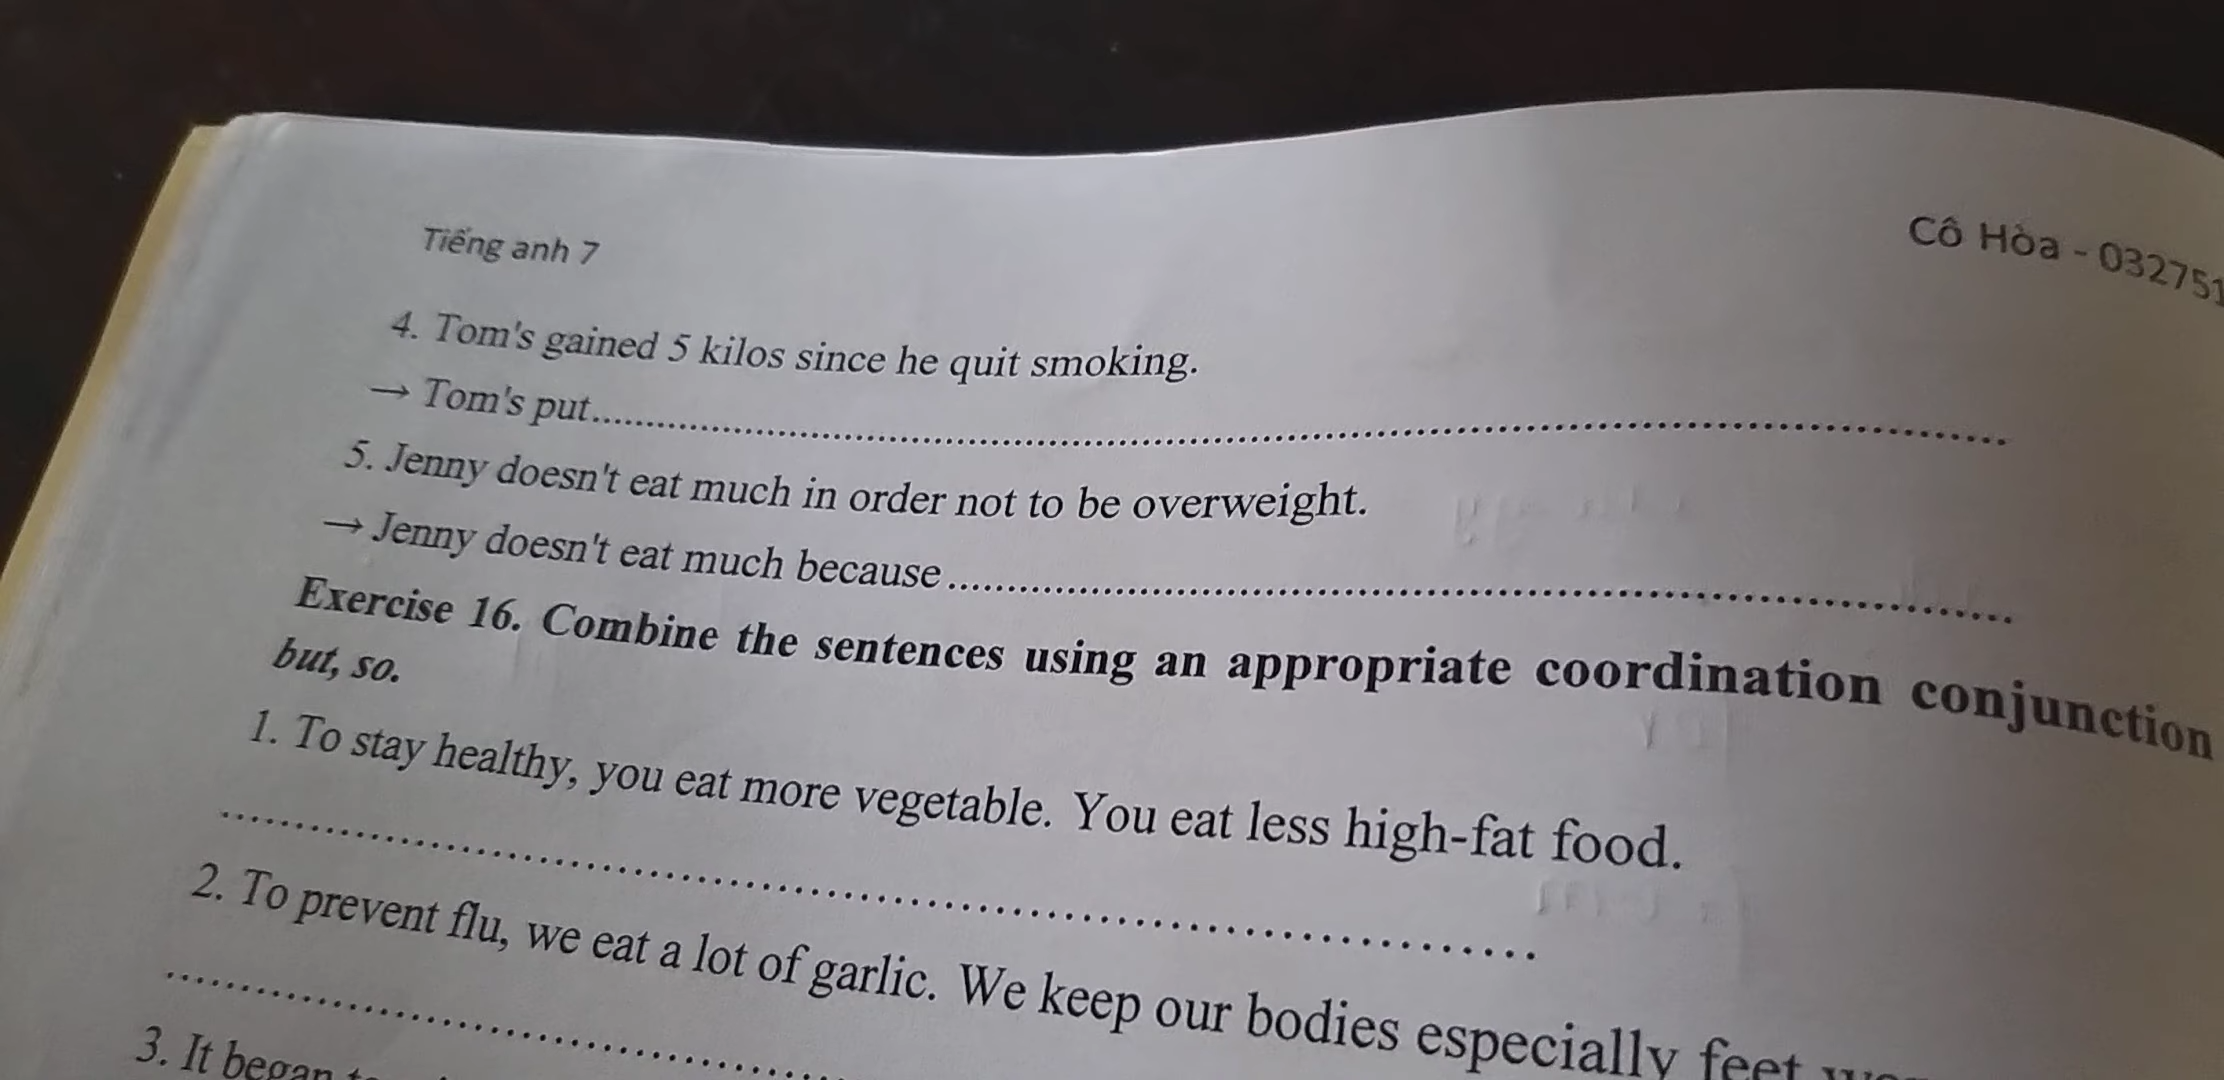 Tiếng anh 7
Cô Hòa - 032751
4. Tom's gained 5 kilos since he quit smoking.
→ Tom's put....................
5. Jenny doesn't eat much in order not to be overweight.
→ Jenny doesn't eat much because....................
Exercise 16. Combine the sentences using an appropriate coordination conjunction
but, so.
1. To stay healthy, you eat more vegetable. You eat less high-fat food.
....................
2. To prevent flu, we eat a lot of garlic. We keep our bodies especially feet
....................
3. It began